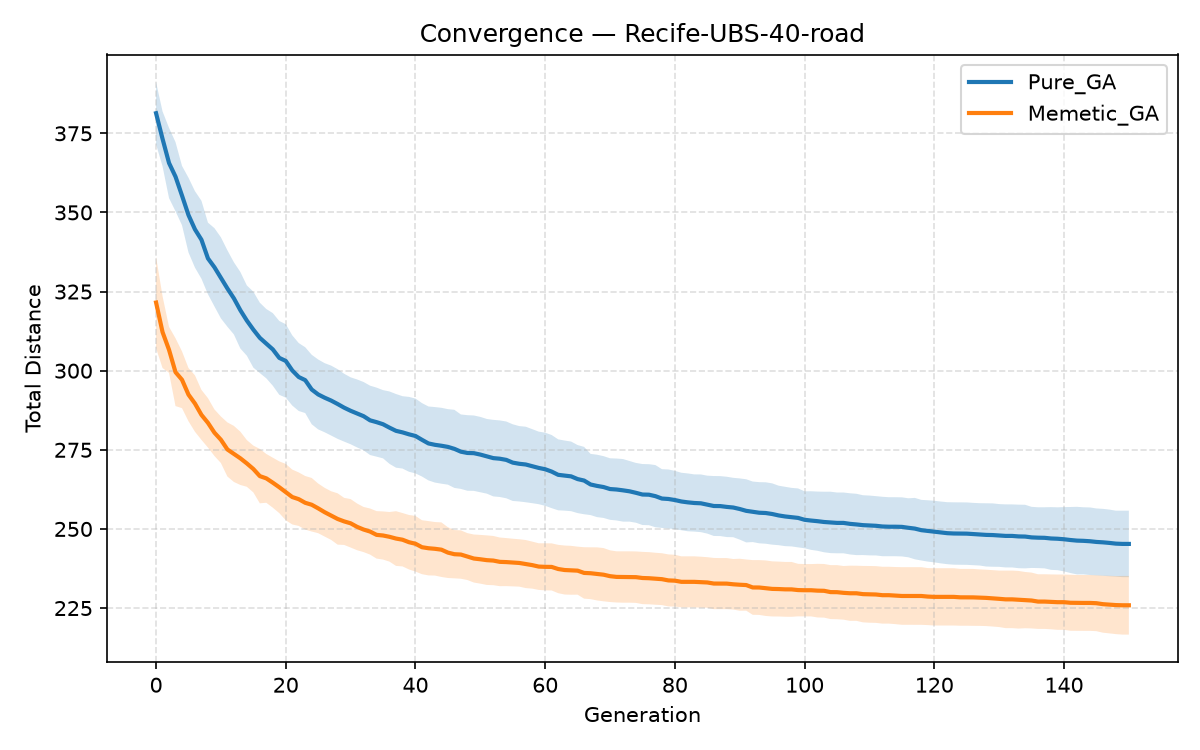 Convergence — Recife-UBS-40-road
Pure_GA
Memetic_GA
Total Distance
375
350
325
300
275
250
225
0 20 40 60 80 100 120 140
Generation